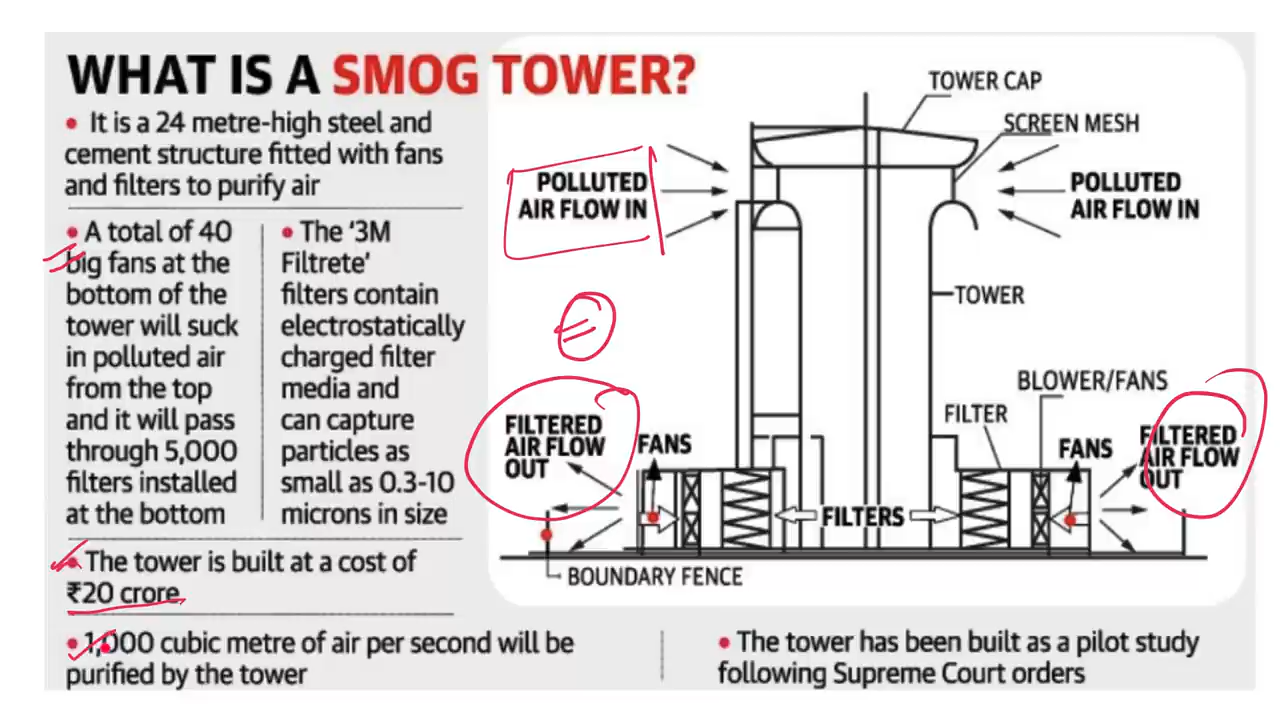 WHAT IS A SMOG TOWER?
• It is a 24 metre-high steel and
cement structure fitted with fans
and filters to purify air
• A total of 40
big fans at the
bottom of the
tower will suck
in polluted air
from the top
and it will pass
through 5,000
filters installed
at the bottom
• The '3M
Filtrete'
filters contain
electrostatically
charged filter
media and
can capture
particles as
small as 0.3-10
microns in size
• The tower is built at a cost of
₹20 crore
• 1,000 cubic metre of air per second will be
purified by the tower
• The tower has been built as a pilot study
following Supreme Court orders
TOWER CAP
SCREEN MESH
POLLUTED
AIR FLOW IN
POLLUTED
AIR FLOW IN
TOWER
BLOWER/FANS
FILTER
FILTERED
AIR FLOW
OUT
FANS
FANS
FILTERED
AIR FLOW
OUT
FILTERS
BOUNDARY FENCE